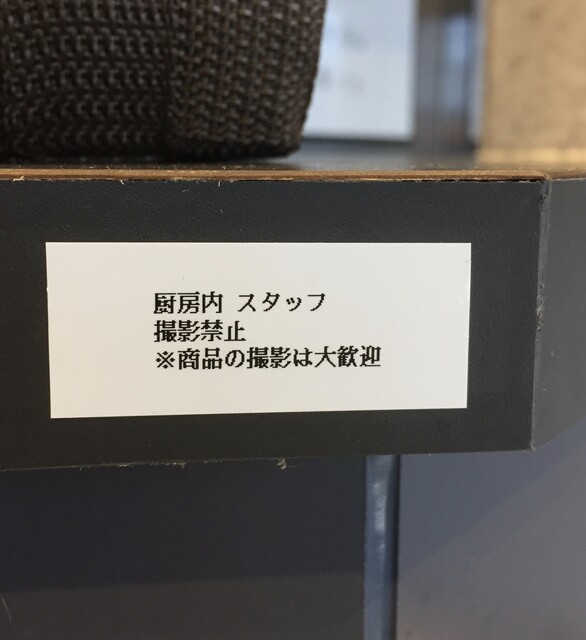 厨房内 スタッフ
撮影禁止
※商品の撮影は大歓迎